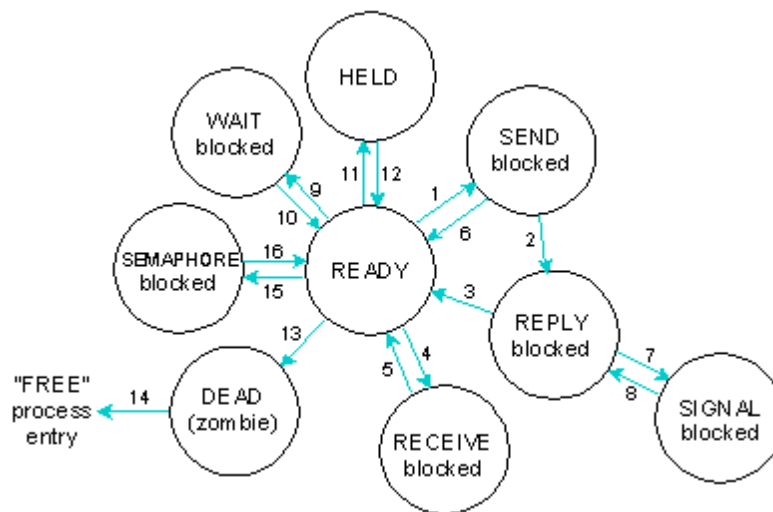 HELD
WAIT
blocked
SEND
blocked
9
10
11
12
1
6
2
SEMAPHORE
blocked
16
15
READY
3
REPLY
blocked
7
8
SIGNAL
blocked
13
4
5
"FREE"
process
entry
14
DEAD
(zombie)
RECEIVE
blocked